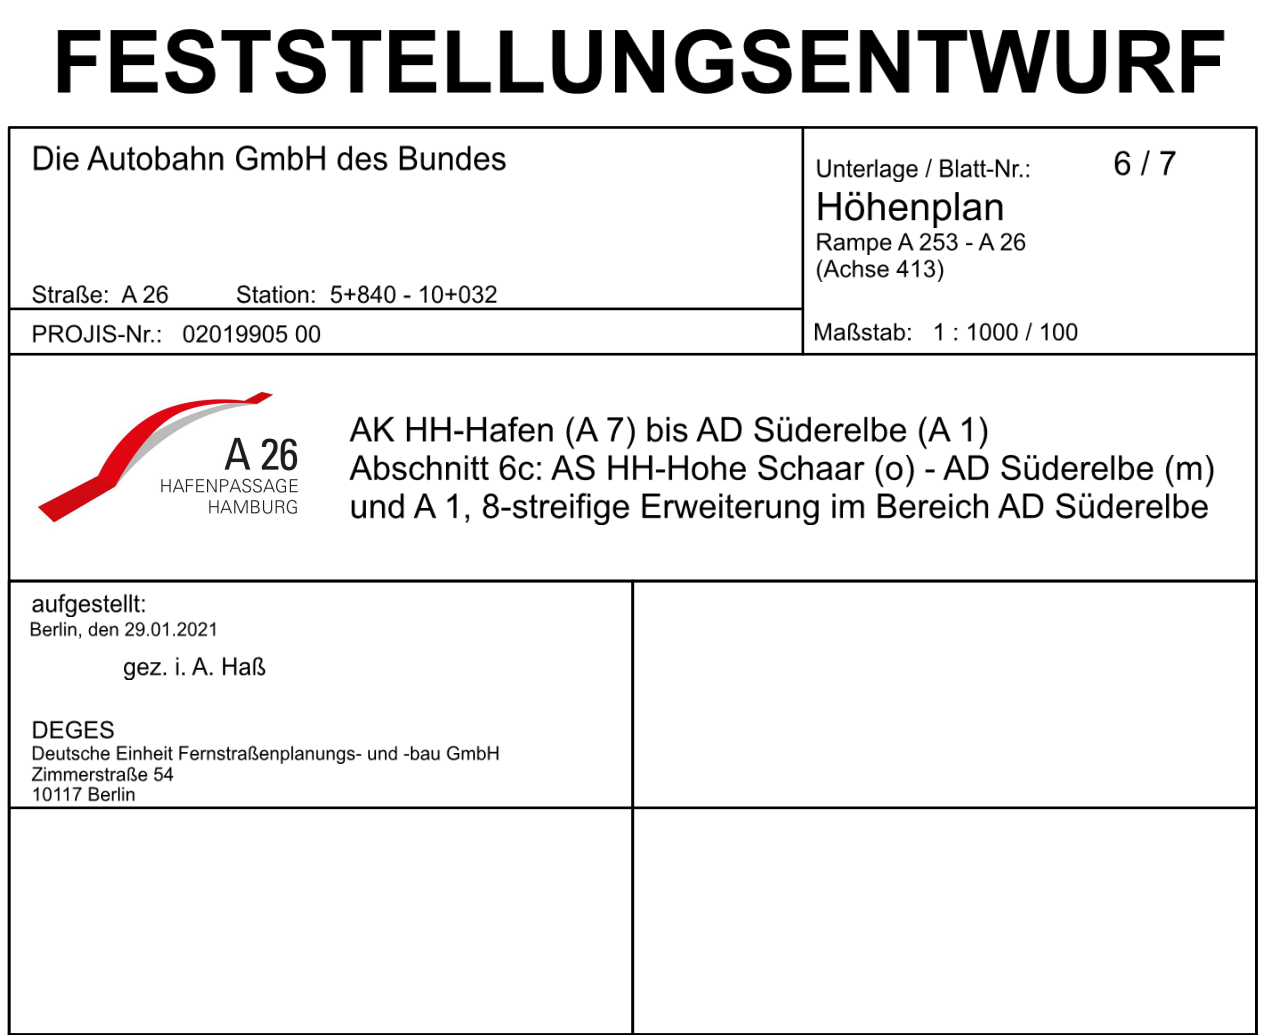 FESTSTELLUNGSENTWURF
Die Autobahn GmbH des Bundes
Straße: A 26 Station: 5+840 - 10+032
PROJIS-Nr.: 02019905 00
Unterlage / Blatt-Nr.: 6 / 7
Höhenplan
Rampe A 253 - A 26
(Achse 413)
Maßstab: 1 : 1000 / 100
A 26
HAFENPASSAGE
HAMBURG
AK HH-Hafen (A 7) bis AD Süderelbe (A 1)
Abschnitt 6c: AS HH-Hohe Schaar (o) - AD Süderelbe (m)
und A 1, 8-streifige Erweiterung im Bereich AD Süderelbe
aufgestellt:
Berlin, den 29.01.2021
gez. i. A. Haß
DEGES
Deutsche Einheit Fernstraßenplanungs- und -bau GmbH
Zimmerstraße 54
10117 Berlin